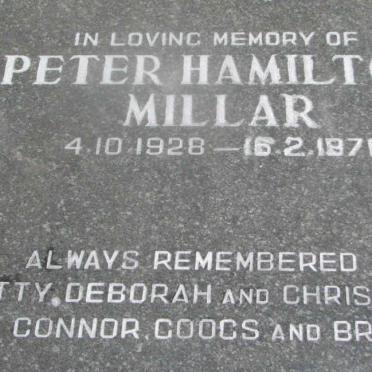 IN LOVING MEMORY OF
PETER HAMILTO
MILLAR
4.10.1928 — 16.2.197
ALWAYS REMEMBERED
TTY, DEBORAH AND CHRIS
CONNOR, GOOGS AND BR